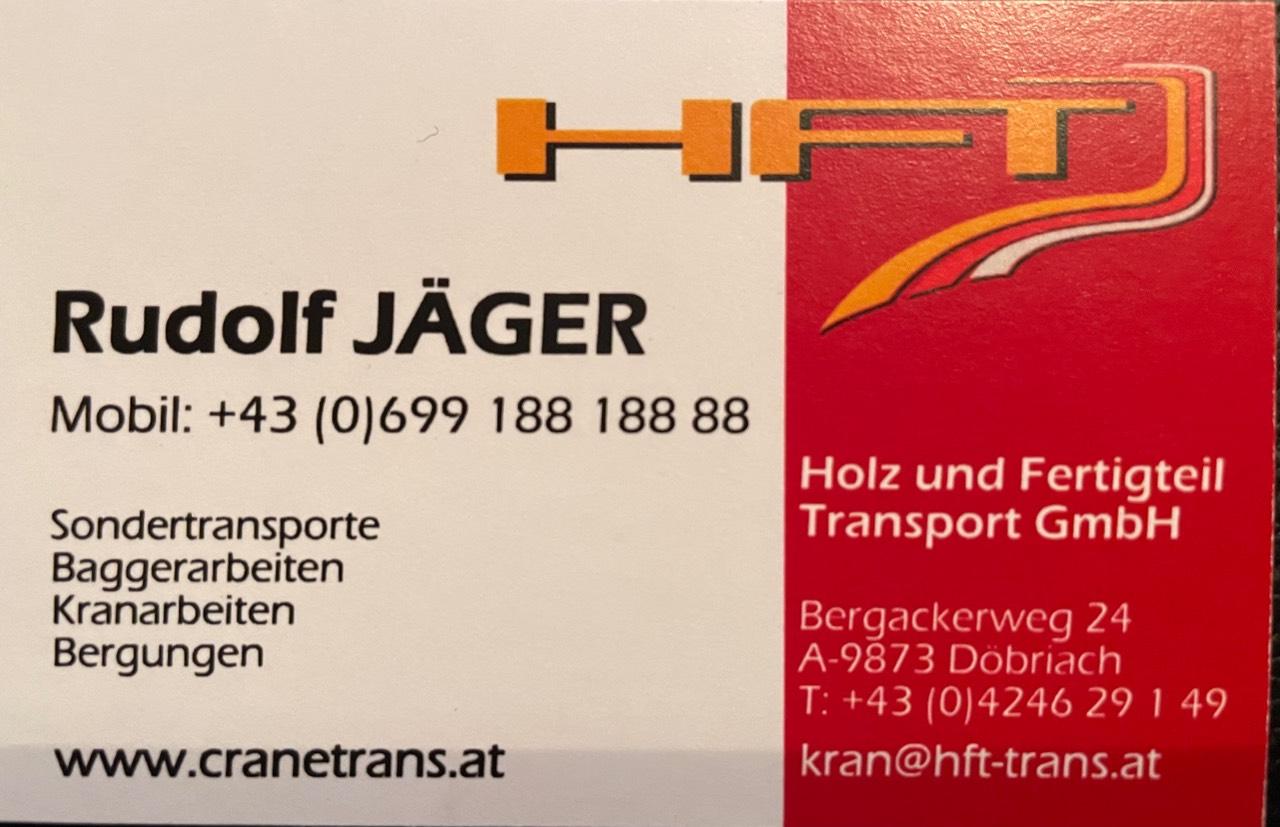 HFT
Rudolf JÄGER
Mobil: +43 (0)699 188 188 88
Sondertransporte
Baggerarbeiten
Kranarbeiten
Bergungen
www.cranetrans.at
Holz und Fertigteil
Transport GmbH
Bergackerweg 24
A-9873 Döbriach
T: +43 (0)4246 29 1 49
kran@hft-trans.at